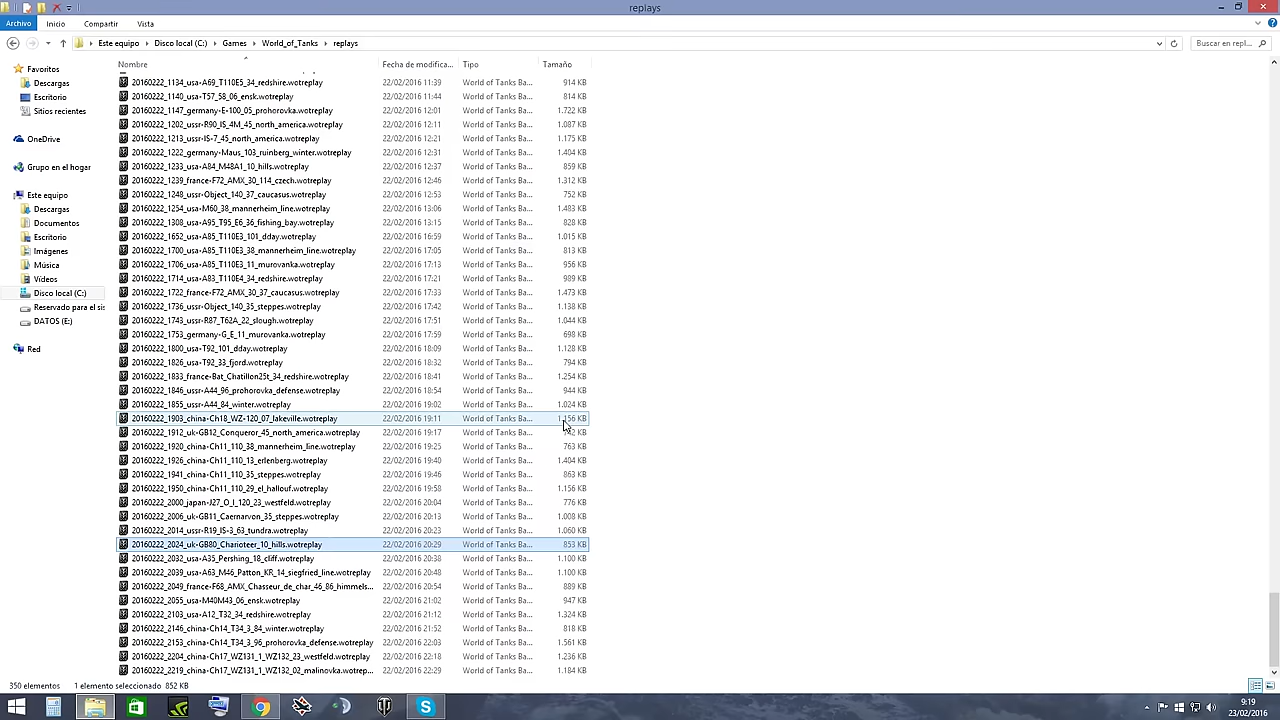 replays
Archivo Inicio Compartir Vista
Este equipo Disco local (C:) Games World_of_Tanks replays Buscar en repl...
Nombre Fecha de modifica... Tipo Tamaño
Favoritos
Descargas
Escritorio
Sitios recientes
OneDrive
Grupo en el hogar
Este equipo
Descargas
Documentos
Escritorio
Imágenes
Música
Vídeos
Disco local (C:)
Reservado para el sis
DATOS (E:)
Red
20160222_1134_usa-A69_T110E5_34_redshire.wotreplay 22/02/2016 11:39 World of Tanks Ba... 914 KB
20160222_1140_usa-T57_58_06_ensk.wotreplay 22/02/2016 11:44 World of Tanks Ba... 814 KB
20160222_1147_germany-E-100_05_prohorovka.wotreplay 22/02/2016 12:01 World of Tanks Ba... 1.722 KB
20160222_1202_ussr-R90_IS_4M_45_north_america.wotreplay 22/02/2016 12:11 World of Tanks Ba... 1.087 KB
20160222_1213_ussr-IS-7_45_north_america.wotreplay 22/02/2016 12:21 World of Tanks Ba... 1.175 KB
20160222_1222_germany-Maus_103_ruinberg_winter.wotreplay 22/02/2016 12:31 World of Tanks Ba... 1.404 KB
20160222_1233_usa-A84_M48A1_10_hills.wotreplay 22/02/2016 12:37 World of Tanks Ba... 859 KB
20160222_1239_france-F72_AMX_30_114_czech.wotreplay 22/02/2016 12:46 World of Tanks Ba... 1.312 KB
20160222_1248_ussr-Object_140_37_caucasus.wotreplay 22/02/2016 12:53 World of Tanks Ba... 752 KB
20160222_1254_usa-M60_38_mannerheim_line.wotreplay 22/02/2016 13:06 World of Tanks Ba... 1.483 KB
20160222_1308_usa-A95_T95_E6_36_fishing_bay.wotreplay 22/02/2016 13:15 World of Tanks Ba... 828 KB
20160222_1652_usa-A85_T110E3_101_dday.wotreplay 22/02/2016 16:59 World of Tanks Ba... 1.015 KB
20160222_1700_usa-A85_T110E3_38_mannerheim_line.wotreplay 22/02/2016 17:05 World of Tanks Ba... 813 KB
20160222_1706_usa-A85_T110E3_11_murovanka.wotreplay 22/02/2016 17:13 World of Tanks Ba... 956 KB
20160222_1714_usa-A83_T110E4_34_redshire.wotreplay 22/02/2016 17:21 World of Tanks Ba... 989 KB
20160222_1722_france-F72_AMX_30_37_caucasus.wotreplay 22/02/2016 17:33 World of Tanks Ba... 1.473 KB
20160222_1736_ussr-Object_140_35_steppes.wotreplay 22/02/2016 17:42 World of Tanks Ba... 1.138 KB
20160222_1743_ussr-R87_T62A_22_slough.wotreplay 22/02/2016 17:51 World of Tanks Ba... 1.044 KB
20160222_1753_germany-G_E_11_murovanka.wotreplay 22/02/2016 17:59 World of Tanks Ba... 698 KB
20160222_1800_usa-T92_101_dday.wotreplay 22/02/2016 18:09 World of Tanks Ba... 1.128 KB
20160222_1826_usa-T92_33_fjord.wotreplay 22/02/2016 18:32 World of Tanks Ba... 794 KB
20160222_1833_france-Bat_Chatillon25t_34_redshire.wotreplay 22/02/2016 18:41 World of Tanks Ba... 1.254 KB
20160222_1846_ussr-A44_96_prohorovka_defense.wotreplay 22/02/2016 18:54 World of Tanks Ba... 944 KB
20160222_1855_ussr-A44_84_winter.wotreplay 22/02/2016 19:02 World of Tanks Ba... 1.024 KB
20160222_1903_china-Ch18_WZ-120_07_lakeville.wotreplay 22/02/2016 19:11 World of Tanks Ba... 1.156 KB
20160222_1912_uk-GB12_Conqueror_45_north_america.wotreplay 22/02/2016 19:17 World of Tanks Ba... KB
20160222_1920_china-Ch11_110_38_mannerheim_line.wotreplay 22/02/2016 19:25 World of Tanks Ba... 763 KB
20160222_1926_china-Ch11_110_13_erlenberg.wotreplay 22/02/2016 19:40 World of Tanks Ba... 1.404 KB
20160222_1941_china-Ch11_110_35_steppes.wotreplay 22/02/2016 19:46 World of Tanks Ba... 863 KB
20160222_1950_china-Ch11_110_29_el_hallouf.wotreplay 22/02/2016 19:58 World of Tanks Ba... 1.156 KB
20160222_2000_japan-J27_O_I_120_23_westfeld.wotreplay 22/02/2016 20:04 World of Tanks Ba... 776 KB
20160222_2006_uk-GB11_Caernarvon_35_steppes.wotreplay 22/02/2016 20:13 World of Tanks Ba... 1.008 KB
20160222_2014_ussr-R19_IS-3_63_tundra.wotreplay 22/02/2016 20:23 World of Tanks Ba... 1.060 KB
20160222_2024_uk-GB80_Charioteer_10_hills.wotreplay 22/02/2016 20:29 World of Tanks Ba... 853 KB
20160222_2032_usa-A35_Pershing_18_cliff.wotreplay 22/02/2016 20:38 World of Tanks Ba... 1.100 KB
20160222_2039_usa-A63_M46_Patton_KR_14_siegfried_line.wotreplay 22/02/2016 20:48 World of Tanks Ba... 1.100 KB
20160222_2049_france-F68_AMX_Chasseur_de_char_46_86_himmels... 22/02/2016 20:54 World of Tanks Ba... 889 KB
20160222_2055_usa-M40M43_06_ensk.wotreplay 22/02/2016 21:02 World of Tanks Ba... 947 KB
20160222_2103_usa-A12_T32_34_redshire.wotreplay 22/02/2016 21:12 World of Tanks Ba... 1.324 KB
20160222_2146_china-Ch14_T34_3_84_winter.wotreplay 22/02/2016 21:52 World of Tanks Ba... 818 KB
20160222_2153_china-Ch14_T34_3_96_prohorovka_defense.wotreplay 22/02/2016 22:03 World of Tanks Ba... 1.561 KB
20160222_2204_china-Ch17_WZ131_1_WZ132_23_westfeld.wotreplay 22/02/2016 22:18 World of Tanks Ba... 1.236 KB
20160222_2219_china-Ch17_WZ131_1_WZ132_02_malinovka.wotrep... 22/02/2016 22:29 World of Tanks Ba... 1.184 KB
350 elementos 1 elemento seleccionado 852 KB
9:19
23/02/2016